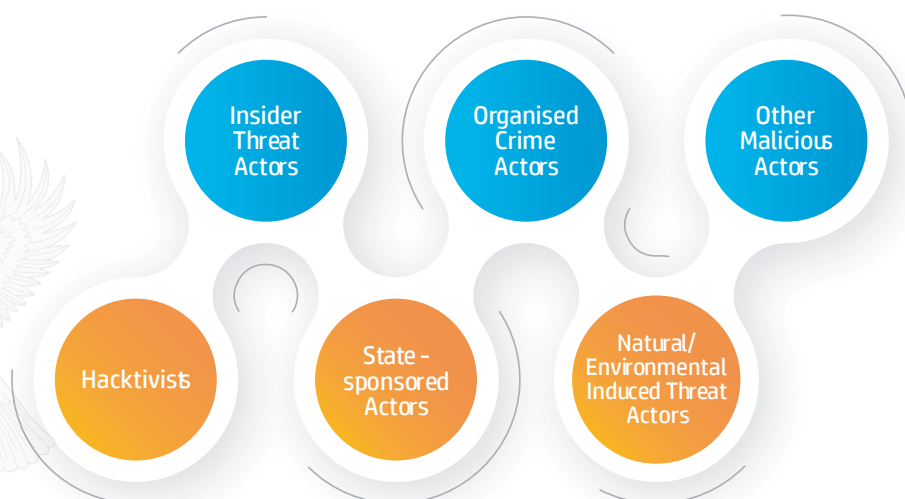 Insider
Threat
Actors
Organised
Crime
Actors
Other
Malicious
Actors
Hacktivists
State -
sponsored
Actors
Natural/
Environmental
Induced Threat
Actors